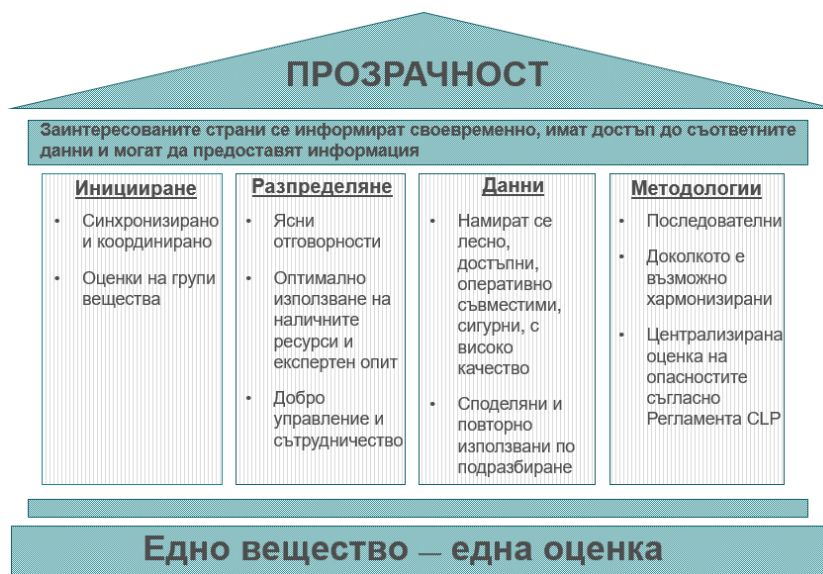 ПРОЗРАЧНОСТ
Заинтересованите страни се информират своевременно, имат достъп до съответните
данни и могат да предоставят информация
Иницииране
• Синхронизирано
и координирано
• Оценки на групи
вещества
Разпределяне
• Ясни
отговорности
• Оптимално
използване на
наличните
ресурси и
експертен опит
• Добро
управление и
сътрудничество
Данни
• Намират се
лесно,
достъпни,
оперативно
съвместими,
сигурни, с
високо
качество
• Споделяни и
повторно
използвани по
подразбиране
Методологии
• Последователни
• Доколкото е
възможно
хармонизирани
• Централизирана
оценка на
опасностите
съгласно
Регламента CLP
Едно вещество — една оценка